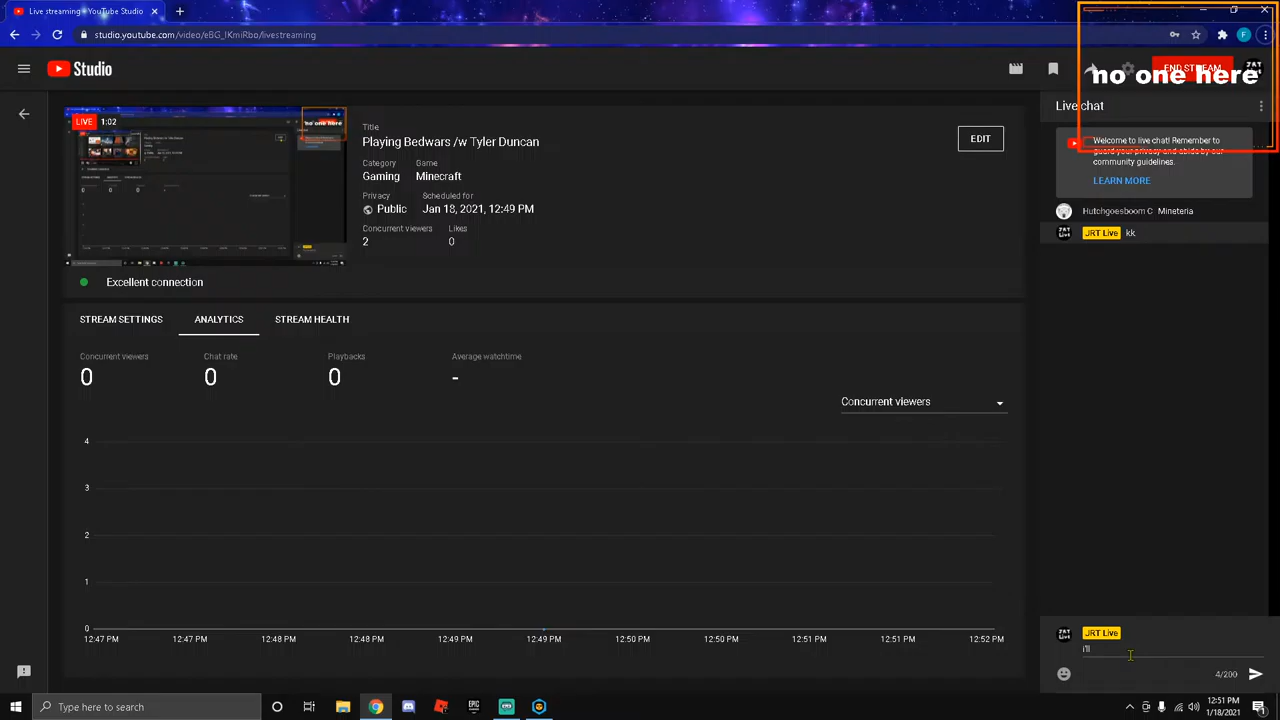 Live streaming - YouTube Studio
studio.youtube.com/video/eBG_lKmiRbo/livestreaming
Studio
END STREAM
no one here
LIVE 1:02
no one here
Title
Playing Bedwars /w Tyler Duncan
EDIT
Category Game
Gaming Minecraft
Privacy Scheduled for
Public Jan 18, 2021, 12:49 PM
Concurrent viewers Likes
2 0
Excellent connection
STREAM SETTINGS ANALYTICS STREAM HEALTH
Concurrent viewers Chat rate Playbacks Average watchtime
0 0 0 -
Concurrent viewers
4
3
2
1
0
12:47 PM 12:47 PM 12:48 PM 12:48 PM 12:49 PM 12:49 PM 12:50 PM 12:50 PM 12:51 PM 12:51 PM 12:52 PM
Live chat
Welcome to live chat! Remember to
guard your privacy and abide by our
community guidelines.
LEARN MORE
Hutchgoesboom C Mineteria
JRT Live kk
JRT Live
i'll
4/200
Type here to search
EPIC
12:51 PM
1/18/2021